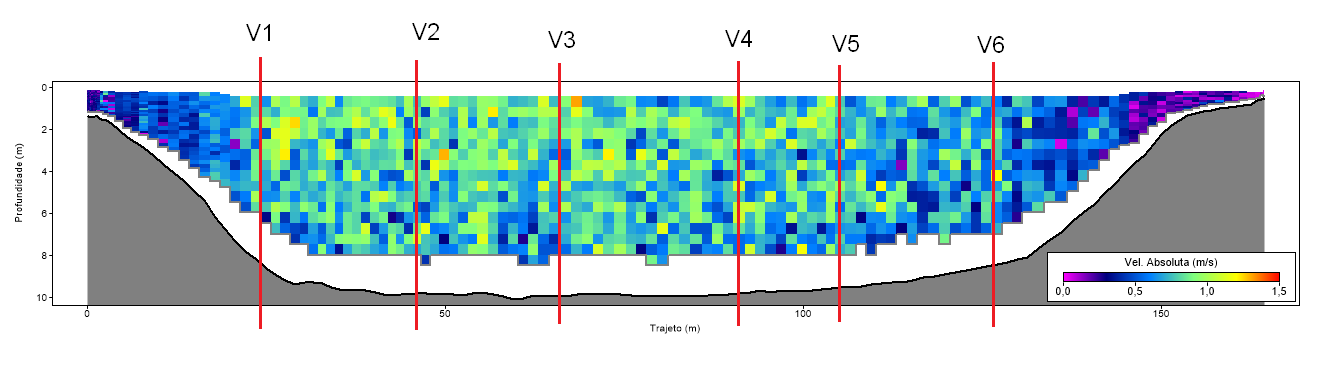 V1
V2
V3
V4
V5
V6
0
2
4
6
8
10
Profundidade (m)
0
50
100
150
Trajeto (m)
Vel. Absoluta (m/s)
0,0
0,5
1,0
1,5